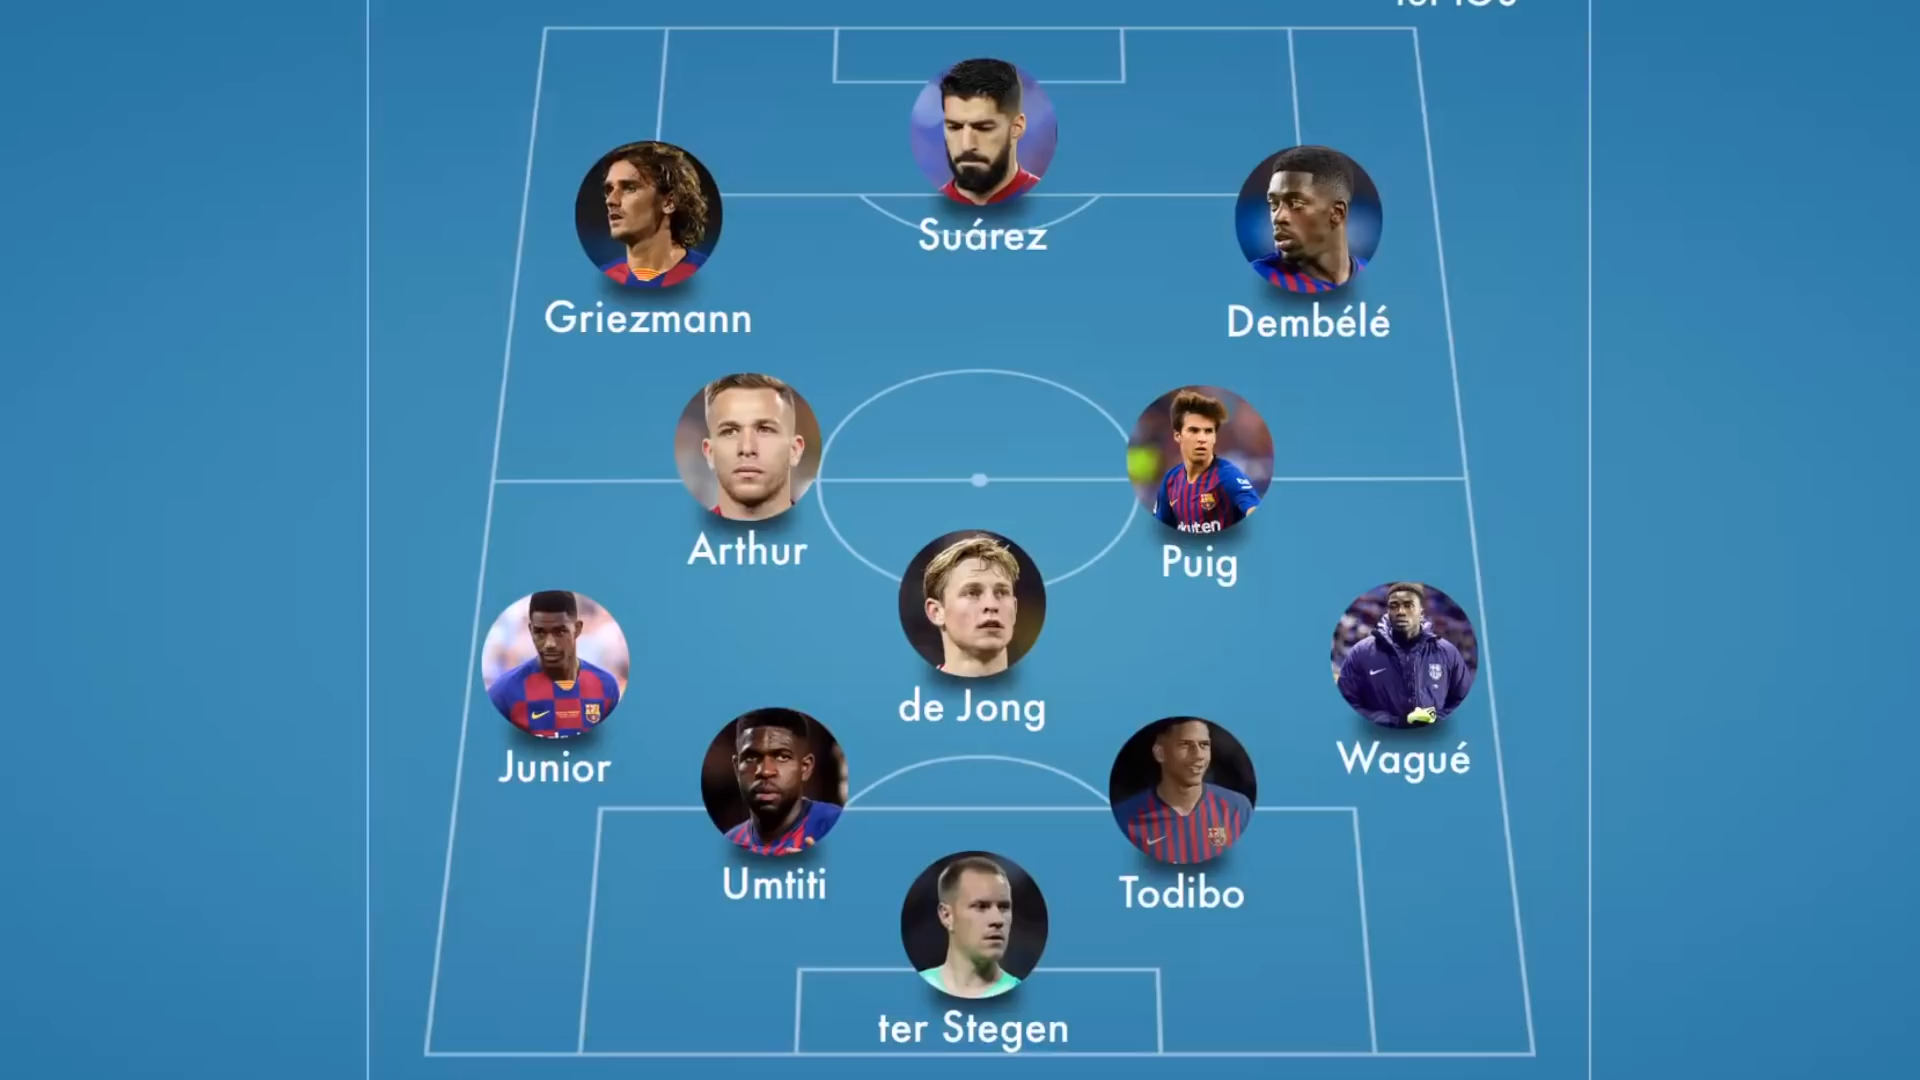 Suárez
Griezmann
Dembélé
Arthur
Puig
de Jong
Junior
Wagué
Umtiti
Todibo
ter Stegen